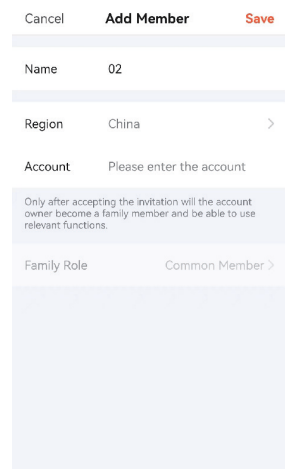 Cancel Add Member Save
Name 02
Region China
Account Please enter the account
Only after accepting the invitation will the account
owner become a family member and be able to use
relevant functions.
Family Role Common Member